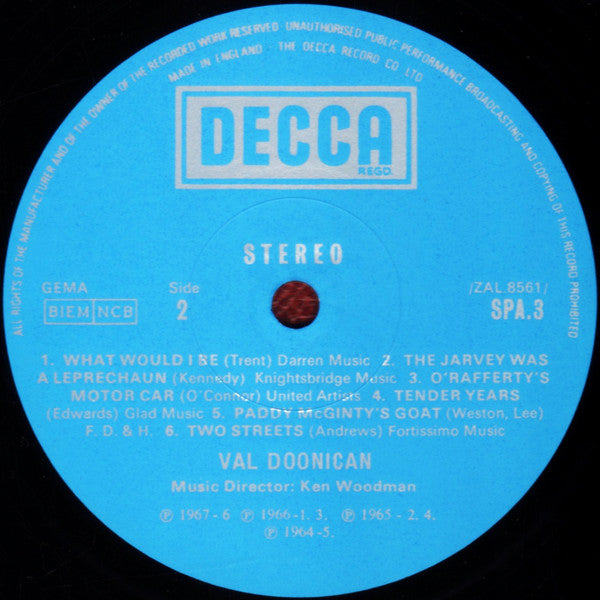 ALL RIGHTS OF THE MANUFACTURER AND OF THE OWNER OF THE RECORDED WORK RESERVED UNAUTHORISED PUBLIC PERFORMANCE BROADCASTING AND COPYING OF THIS RECORD PROHIBITED
MADE IN ENGLAND - THE DECCA RECORD CO LTD
DECCA
REGD.
STEREO
GEMA Side /ZAL.8561/
BIEM NCB 2 SPA.3
1. WHAT WOULD I BE (Trent) Darren Music 2. THE JARVEY WAS
A LEPRECHAUN (Kennedy) Knightsbridge Music 3. O'RAFFERTY'S
MOTOR CAR (O'Connor) United Artists 4. TENDER YEARS
(Edwards) Glad Music 5. PADDY McGINTY'S GOAT (Weston, Lee)
F. D. & H. 6. TWO STREETS (Andrews) Fortissimo Music
VAL DOONICAN
Music Director: Ken Woodman
Ⓟ 1967-6 Ⓟ 1966-1. 3. Ⓟ 1965-2. 4.
Ⓟ 1964-5.